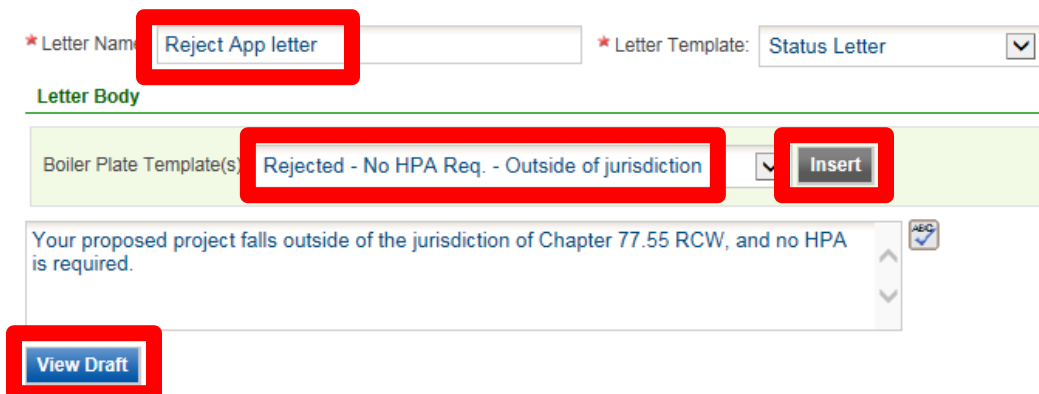 * Letter Name Reject App letter * Letter Template: Status Letter
Letter Body
Boiler Plate Template(s) Rejected - No HPA Req. - Outside of jurisdiction Insert
Your proposed project falls outside of the jurisdiction of Chapter 77.55 RCW, and no HPA
is required.
ABC
View Draft